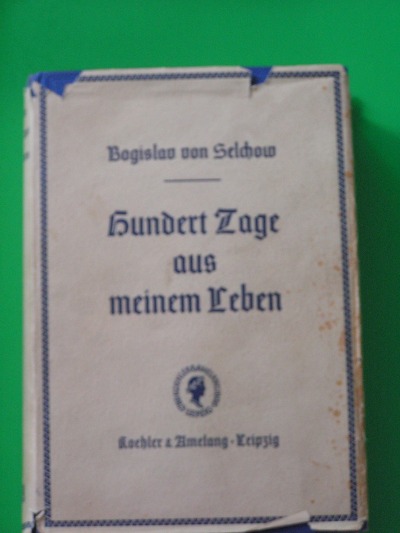 Bogislav von Selchow
Hundert Tage
aus
meinem Leben
Koehler & Amelang · Leipzig